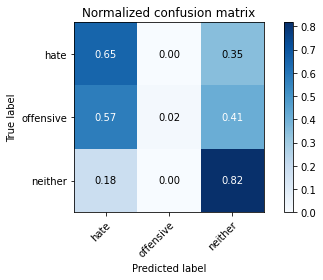 Normalized confusion matrix
True label
hate
offensive
neither
0.65 0.00 0.35
0.57 0.02 0.41
0.18 0.00 0.82
hate
offensive
neither
Predicted label
0.8
0.7
0.6
0.5
0.4
0.3
0.2
0.1
0.0